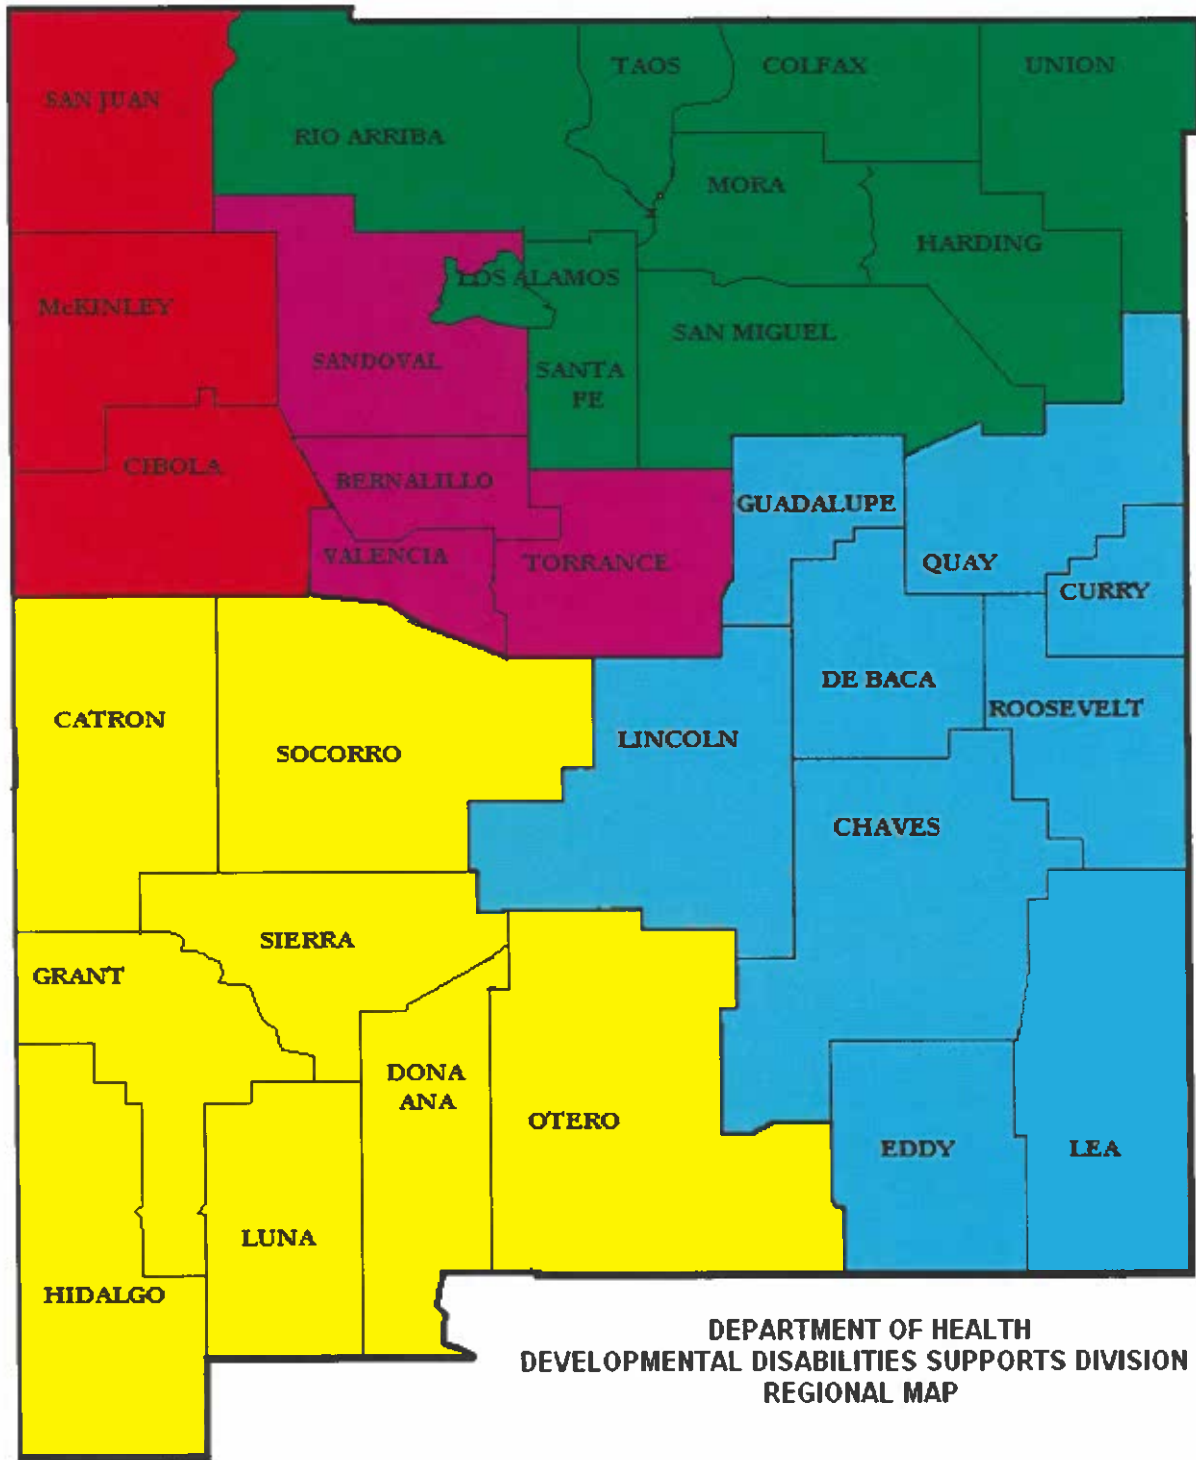 TAOS
COLFAX
UNION
SAN JUAN
RIO ARRIBA
MORA
HARDING
LOS ALAMOS
McKINLEY
SAN MIGUEL
SANDOVAL
SANTA
FE
CIBOLA
BERNALILLO
GUADALUPE
VALENCIA
TORRANCE
QUAY
CURRY
DE BACA
ROOSEVELT
CATRON
LINCOLN
SOCORRO
CHAVES
SIERRA
GRANT
DONA
ANA
OTERO
EDDY
LEA
LUNA
HIDALGO
DEPARTMENT OF HEALTH
DEVELOPMENTAL DISABILITIES SUPPORTS DIVISION
REGIONAL MAP